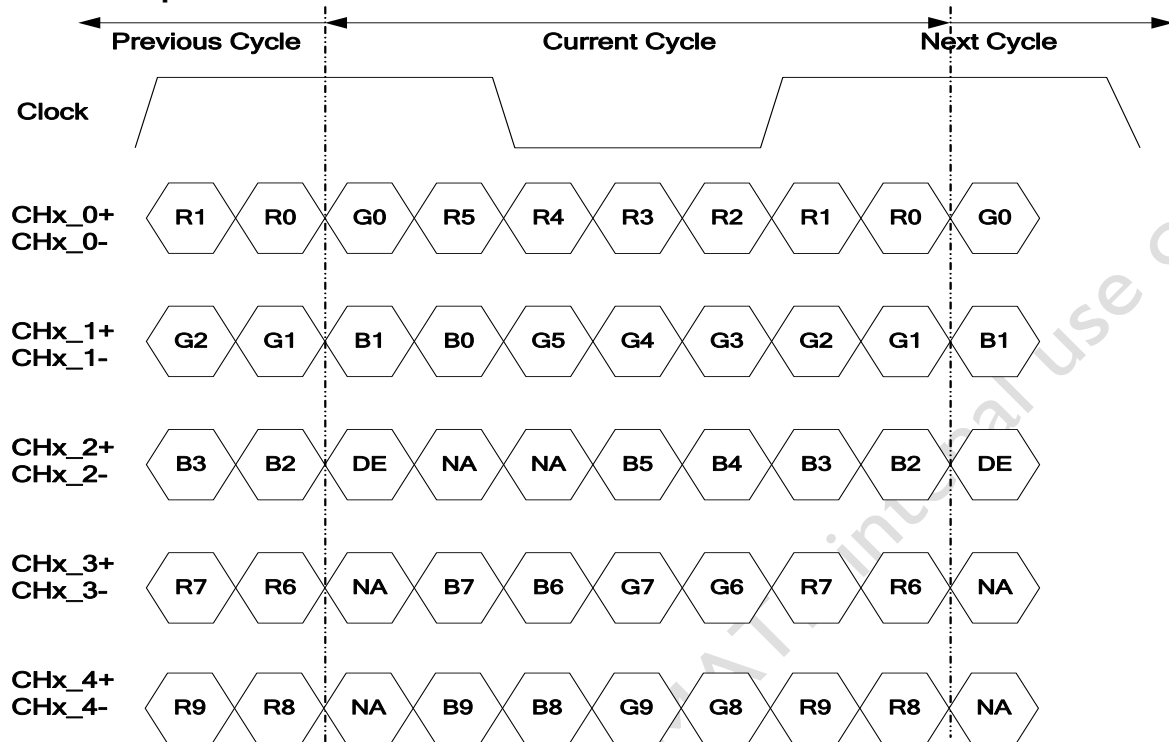 Previous Cycle Current Cycle Next Cycle
Clock
CHx_0+
CHx_0-
R1 R0 G0 R5 R4 R3 R2 R1 R0 G0
CHx_1+
CHx_1-
G2 G1 B1 B0 G5 G4 G3 G2 G1 B1
CHx_2+
CHx_2-
B3 B2 DE NA NA B5 B4 B3 B2 DE
CHx_3+
CHx_3-
R7 R6 NA B7 B6 G7 G6 R7 R6 NA
CHx_4+
CHx_4-
R9 R8 NA B9 B8 G9 G8 R9 R8 NA
internal use